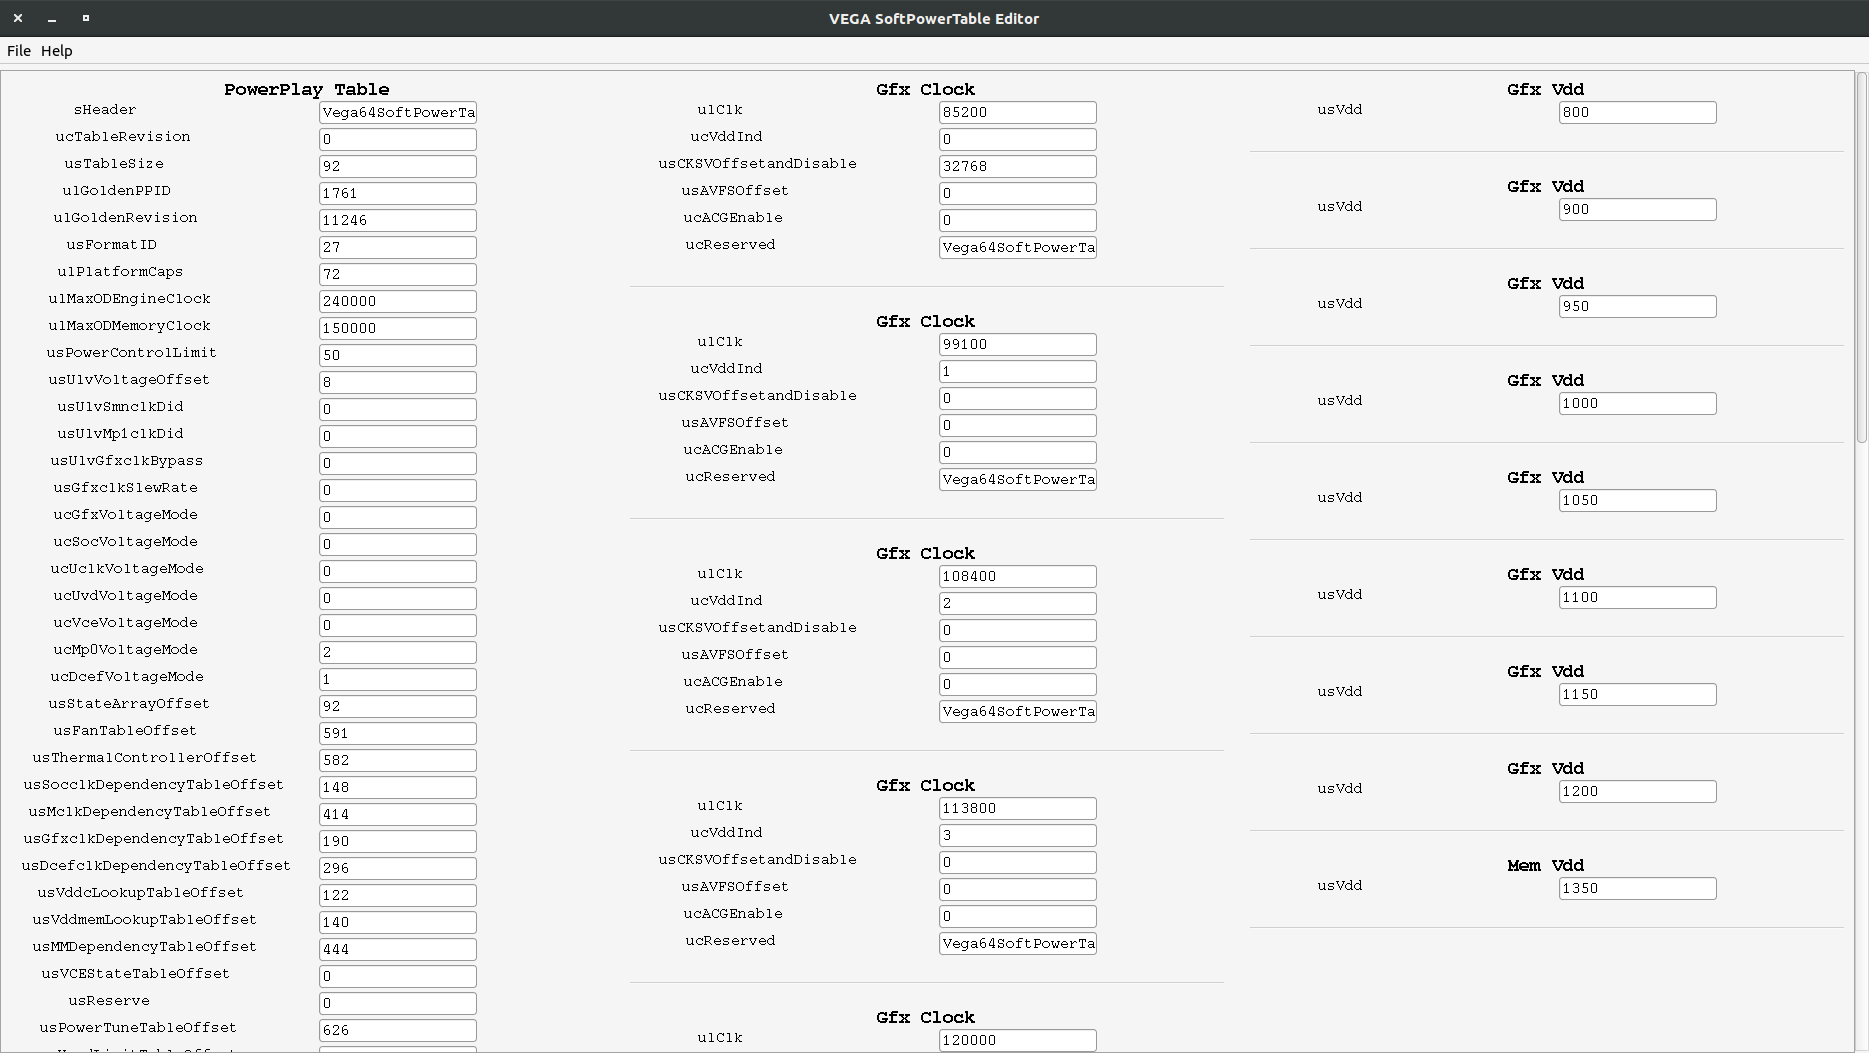 VEGA SoftPowerTable Editor
File Help
PowerPlay Table
sHeader Vega64SoftPowerTa
ucTableRevision 0
usTableSize 92
ulGoldenPPID 1761
ulGoldenRevision 11246
usFormatID 27
ulPlatformCaps 72
ulMaxODEngineClock 240000
ulMaxODMemoryClock 150000
usPowerControlLimit 50
usUlvVoltageOffset 8
usUlvSmnclkDid 0
usUlvMp1clkDid 0
usUlvGfxclkBypass 0
usGfxclkSlewRate 0
ucGfxVoltageMode 0
ucSocVoltageMode 0
ucUclkVoltageMode 0
ucUvdVoltageMode 0
ucVceVoltageMode 0
ucMp0VoltageMode 2
ucDcefVoltageMode 1
usStateArrayOffset 92
usFanTableOffset 591
usThermalControllerOffset 582
usSocclkDependencyTableOffset 148
usMclkDependencyTableOffset 414
usGfxclkDependencyTableOffset 190
usDcefclkDependencyTableOffset 296
usVddcLookupTableOffset 122
usVddmemLookupTableOffset 140
usMMDependencyTableOffset 444
usVCEStateTableOffset 0
usReserve 0
usPowerTuneTableOffset 626
Gfx Clock
ulClk 85200
ucVddInd 0
usCKSVOffsetandDisable 32768
usAVFSOffset 0
ucACGEnable 0
ucReserved Vega64SoftPowerTa
Gfx Clock
ulClk 99100
ucVddInd 1
usCKSVOffsetandDisable 0
usAVFSOffset 0
ucACGEnable 0
ucReserved Vega64SoftPowerTa
Gfx Clock
ulClk 108400
ucVddInd 2
usCKSVOffsetandDisable 0
usAVFSOffset 0
ucACGEnable 0
ucReserved Vega64SoftPowerTa
Gfx Clock
ulClk 113800
ucVddInd 3
usCKSVOffsetandDisable 0
usAVFSOffset 0
ucACGEnable 0
ucReserved Vega64SoftPowerTa
Gfx Clock
ulClk 120000
Gfx Vdd
usVdd 800
Gfx Vdd
usVdd 900
Gfx Vdd
usVdd 950
Gfx Vdd
usVdd 1000
Gfx Vdd
usVdd 1050
Gfx Vdd
usVdd 1100
Gfx Vdd
usVdd 1150
Gfx Vdd
usVdd 1200
Mem Vdd
usVdd 1350